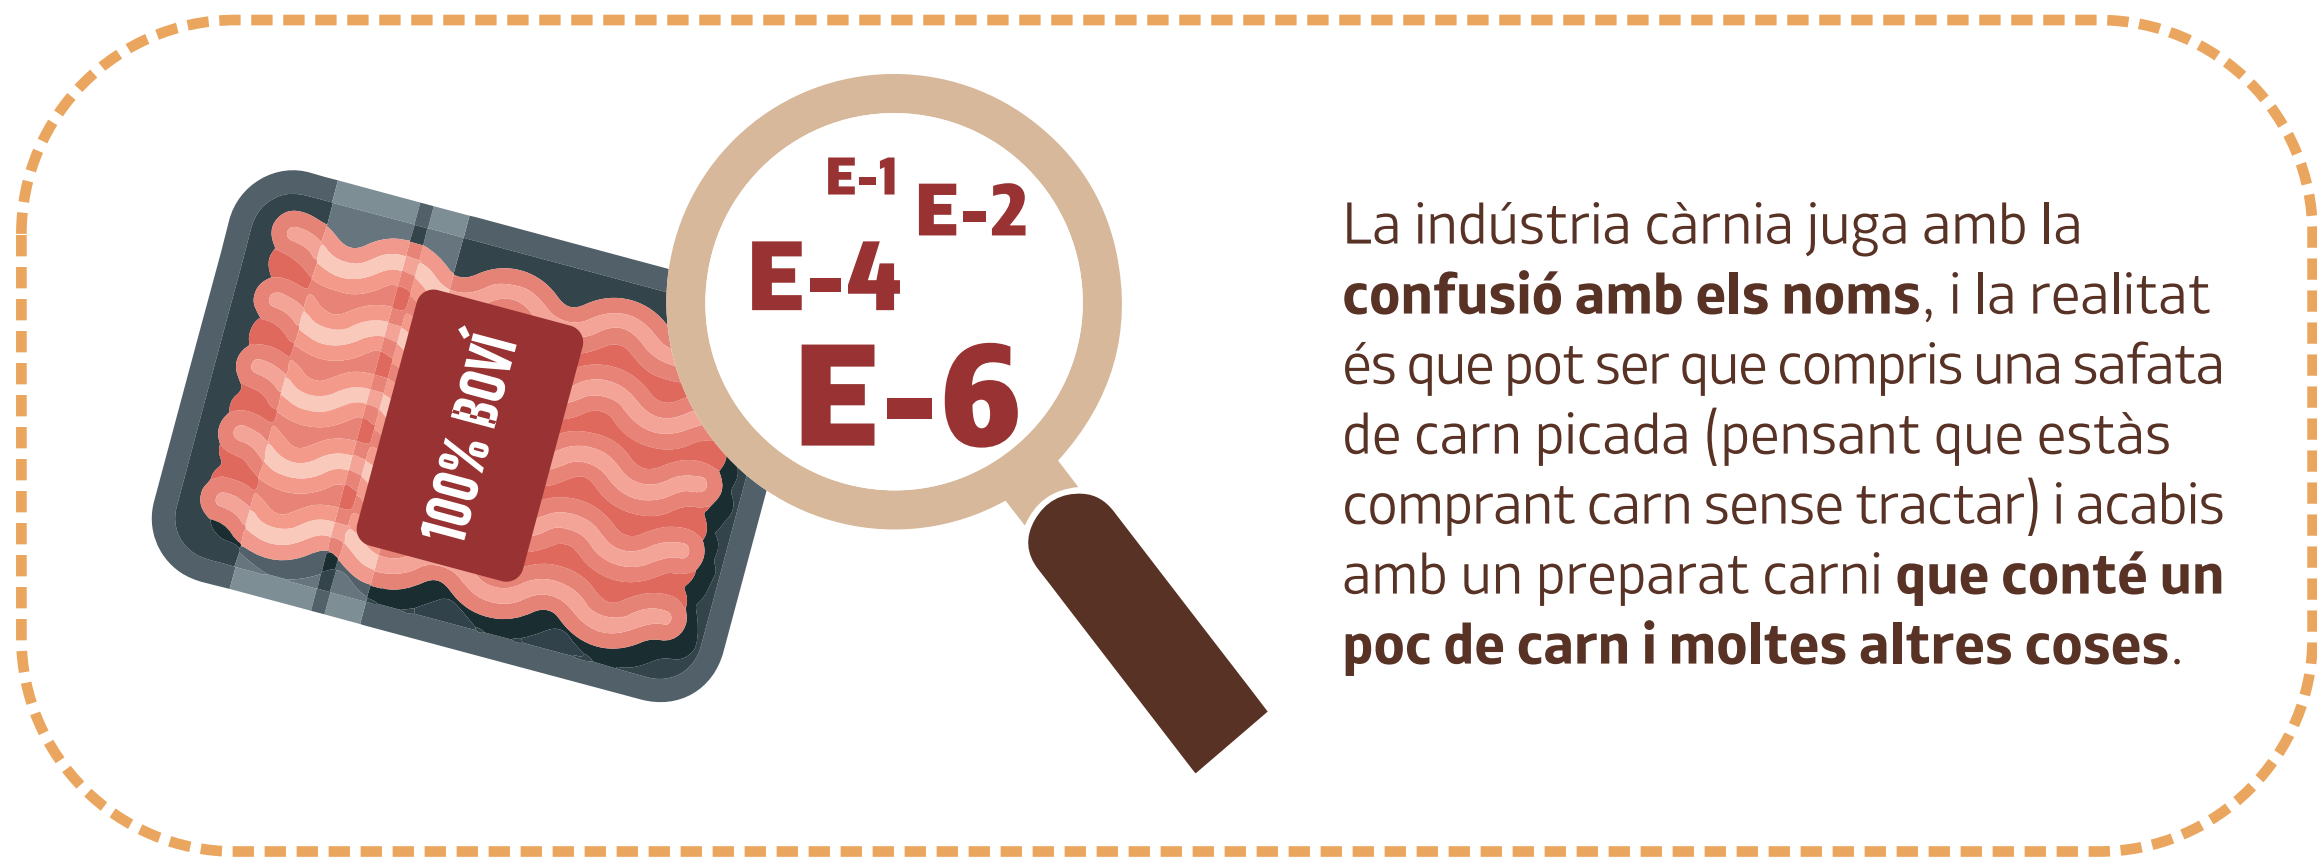 100% BOVÌ
E-1
E-2
E-4
E-6
La indústria càrnia juga amb la
confusió amb els noms, i la realitat
és que pot ser que compris una safata
de carn picada (pensant que estàs
comprant carn sense tractar) i acabis
amb un preparat carni que conté un
poc de carn i moltes altres coses.